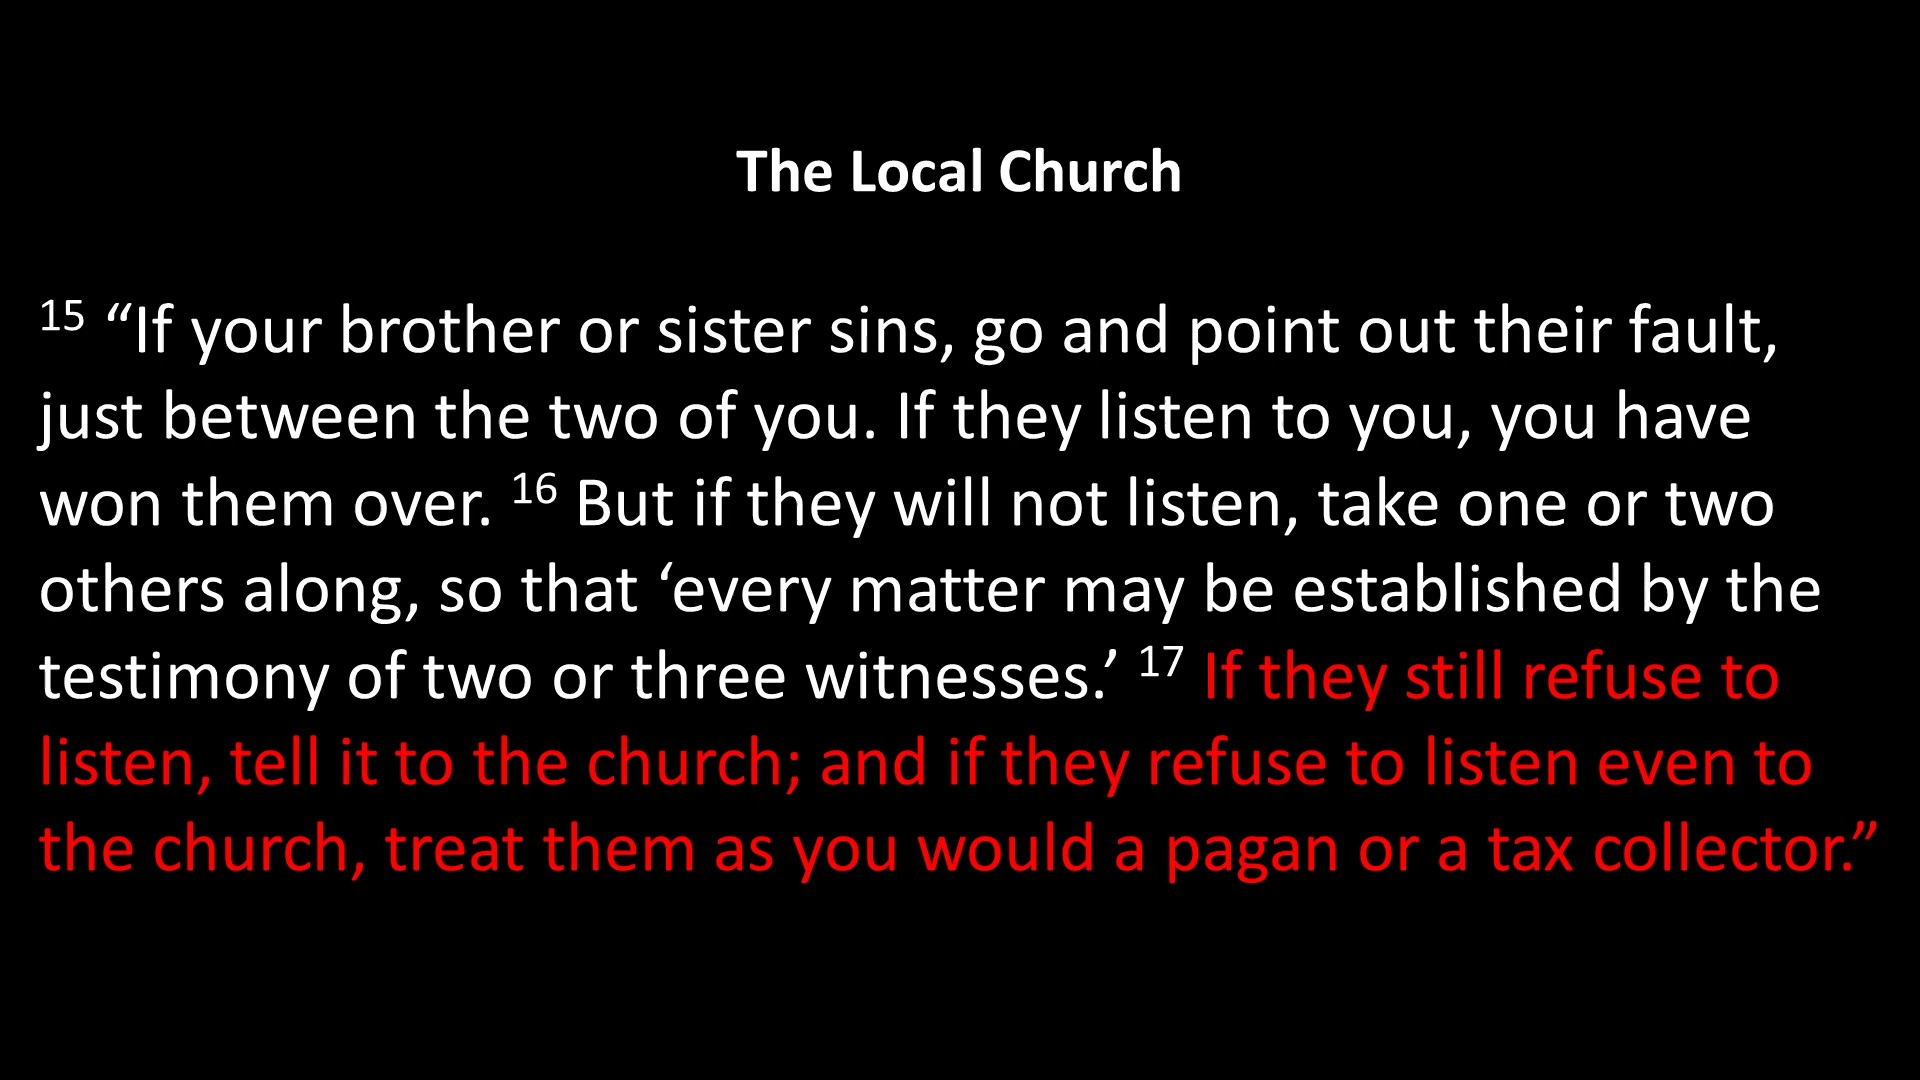 The Local Church
15 “If your brother or sister sins, go and point out their fault,
just between the two of you. If they listen to you, you have
won them over. 16 But if they will not listen, take one or two
others along, so that ‘every matter may be established by the
testimony of two or three witnesses.’ 17 If they still refuse to
listen, tell it to the church; and if they refuse to listen even to
the church, treat them as you would a pagan or a tax collector.”